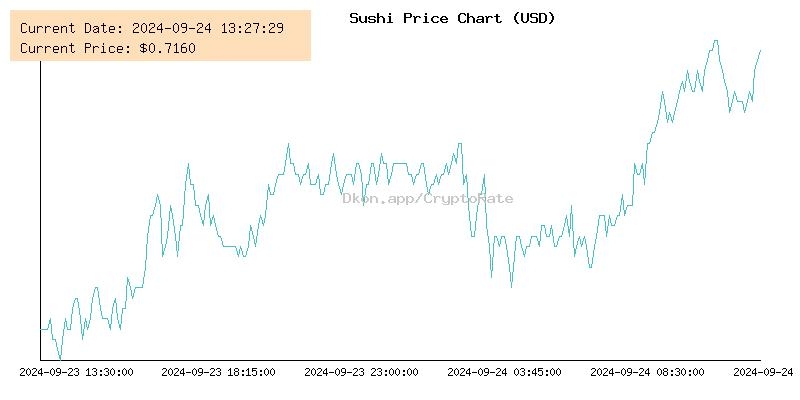 Sushi Price Chart (USD)
Current Date: 2024-09-24 13:27:29
Current Price: $0.7160
Dkon.app/CryptoRate
2024-09-23 13:30:00 2024-09-23 18:15:00 2024-09-23 23:00:00 2024-09-24 03:45:00 2024-09-24 08:30:00 2024-09-24